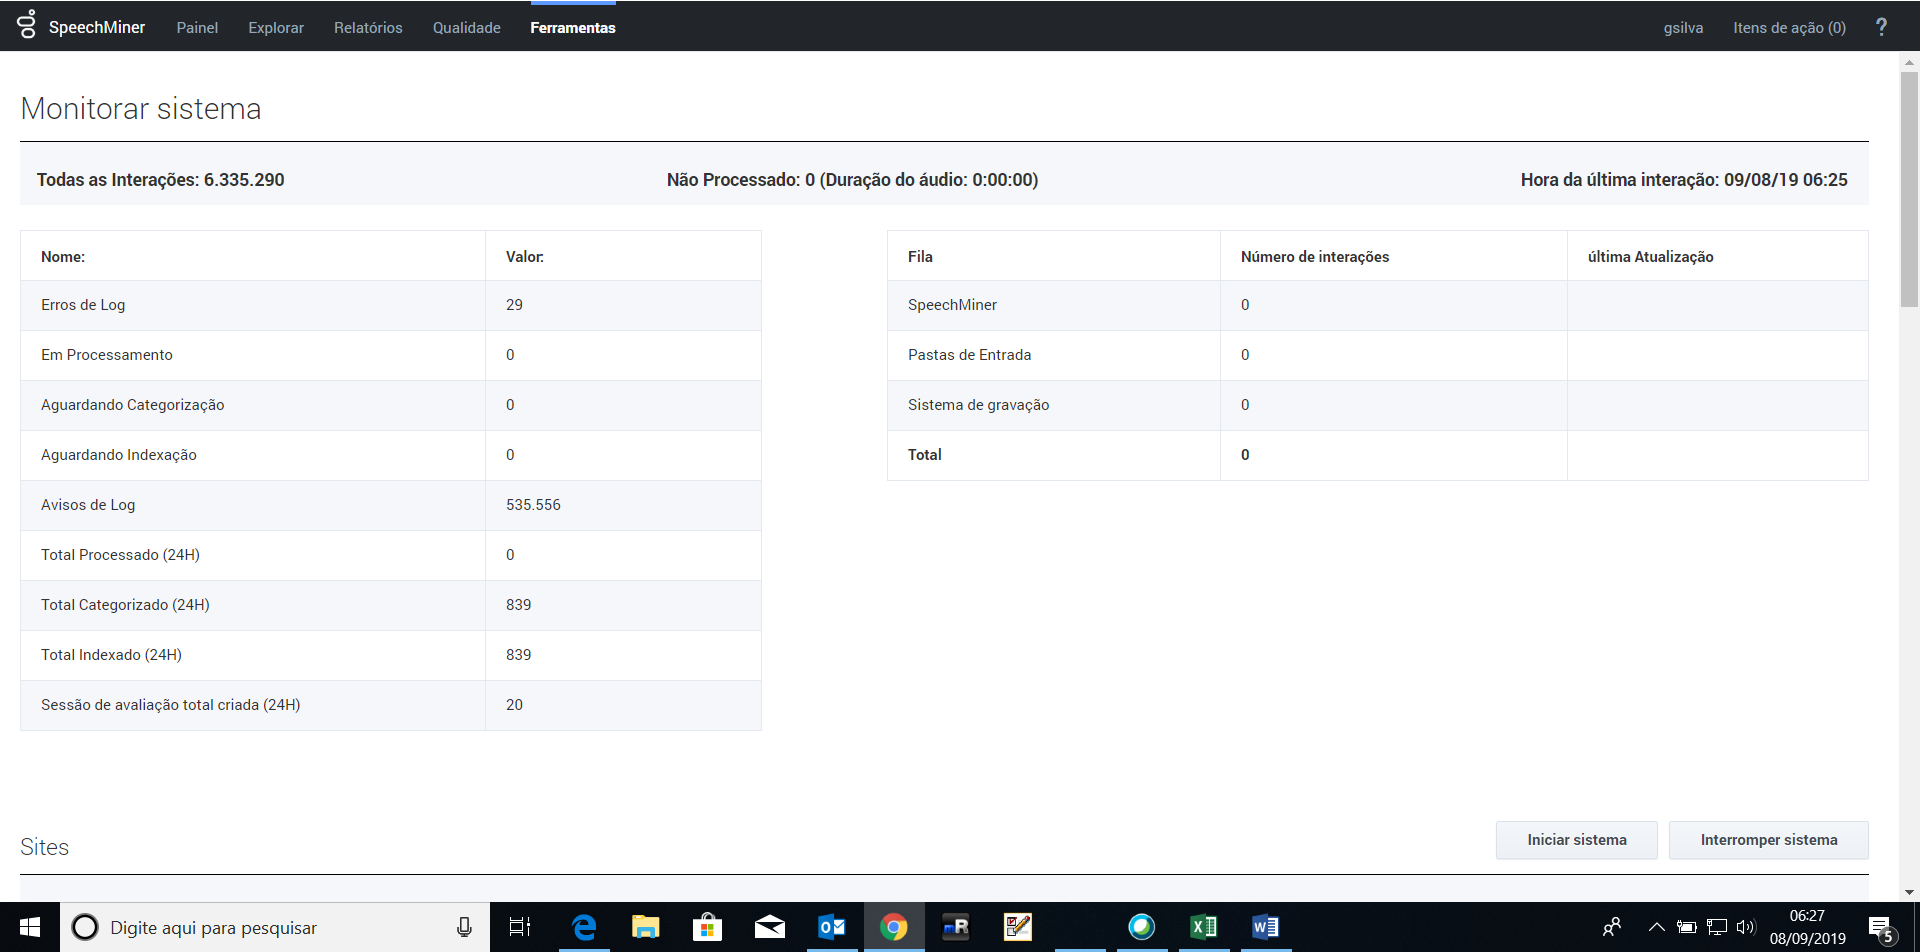 SpeechMiner Painel Explorar Relatórios Qualidade Ferramentas gsilva Itens de ação (0) ?
Monitorar sistema
Todas as Interações: 6.335.290 Não Processado: 0 (Duração do áudio: 0:00:00) Hora da última interação: 09/08/19 06:25
Nome: Valor:
Erros de Log 29
Em Processamento 0
Aguardando Categorização 0
Aguardando Indexação 0
Avisos de Log 535.556
Total Processado (24H) 0
Total Categorizado (24H) 839
Total Indexado (24H) 839
Sessão de avaliação total criada (24H) 20
Fila Número de interações última Atualização
SpeechMiner 0
Pastas de Entrada 0
Sistema de gravação 0
Total 0
Sites Iniciar sistema Interromper sistema
Digite aqui para pesquisar
06:27
08/09/2019
5